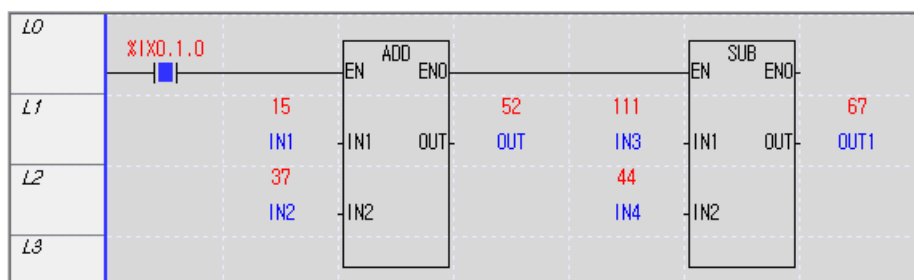 L0
%IX0.1.0
ADD
SUB
EN ENO EN ENO
L1 15 52 111 67
IN1 IN1 OUT OUT IN3 IN1 OUT OUT1
L2 37 44
IN2 IN2 IN4 IN2
L3